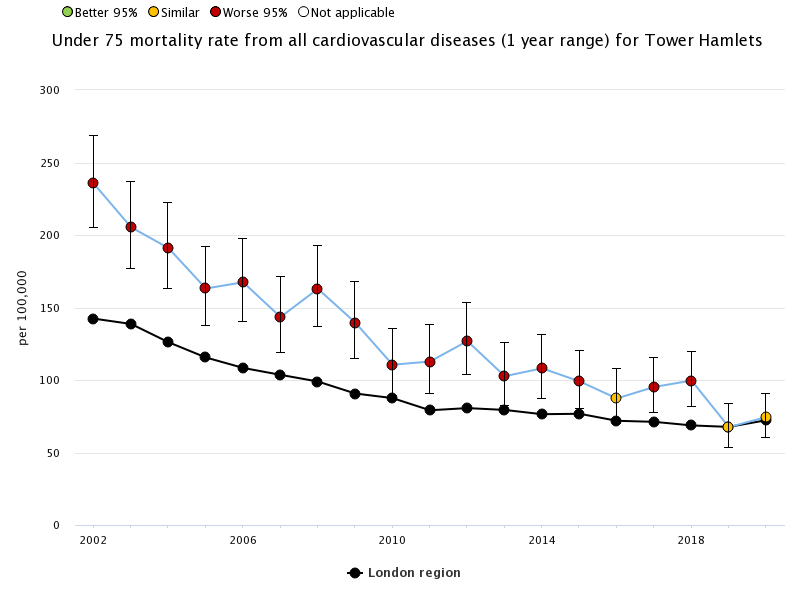 Better 95% Similar Worse 95% Not applicable
Under 75 mortality rate from all cardiovascular diseases (1 year range) for Tower Hamlets
300
250
200
per 100,000
150
100
50
0
2002 2006 2010 2014 2018
London region